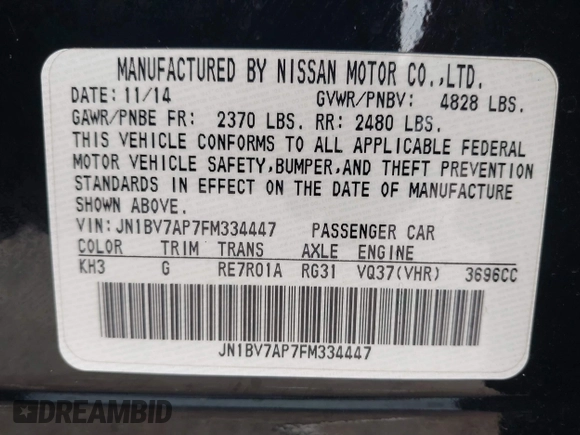 MANUFACTURED BY NISSAN MOTOR CO.,LTD.
DATE: 11/14 GVWR/PNBV: 4828 LBS.
GAWR/PNBE FR: 2370 LBS. RR: 2480 LBS.
THIS VEHICLE CONFORMS TO ALL APPLICABLE FEDERAL
MOTOR VEHICLE SAFETY,BUMPER,AND THEFT PREVENTION
STANDARDS IN EFFECT ON THE DATE OF MANUFACTURE
SHOWN ABOVE.
VIN: JN1BV7AP7FM334447 PASSENGER CAR
COLOR TRIM TRANS AXLE ENGINE
KH3 G RE7R01A RG31 VQ37(VHR) 3696CC
JN1BV7AP7FM334447
DREAMBID